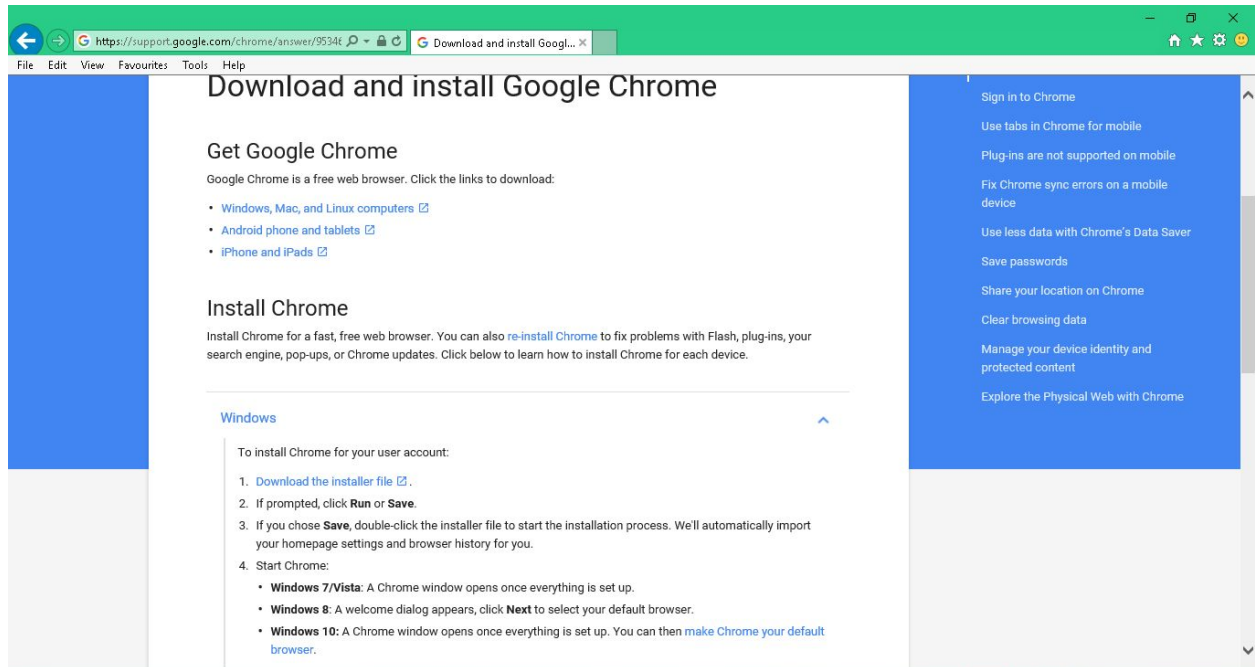 https://support.google.com/chrome/answer/9534
Download and install Googl...
File Edit View Favourites Tools Help
Download and install Google Chrome
Get Google Chrome
Google Chrome is a free web browser. Click the links to download:
• Windows, Mac, and Linux computers
• Android phone and tablets
• iPhone and iPads
Install Chrome
Install Chrome for a fast, free web browser. You can also re-install Chrome to fix problems with Flash, plug-ins, your
search engine, pop-ups, or Chrome updates. Click below to learn how to install Chrome for each device.
Windows
To install Chrome for your user account:
1. Download the installer file .
2. If prompted, click Run or Save.
3. If you chose Save, double-click the installer file to start the installation process. We'll automatically import
your homepage settings and browser history for you.
4. Start Chrome:
• Windows 7/Vista: A Chrome window opens once everything is set up.
• Windows 8: A welcome dialog appears, click Next to select your default browser.
• Windows 10: A Chrome window opens once everything is set up. You can then make Chrome your default
browser.
Sign in to Chrome
Use tabs in Chrome for mobile
Plug-ins are not supported on mobile
Fix Chrome sync errors on a mobile
device
Use less data with Chrome's Data Saver
Save passwords
Share your location on Chrome
Clear browsing data
Manage your device identity and
protected content
Explore the Physical Web with Chrome